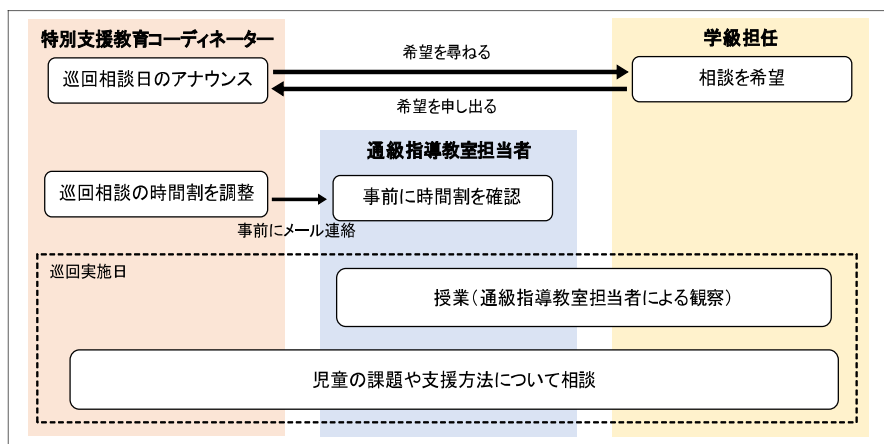 特別支援教育コーディネーター
学級担任
巡回相談日のアナウンス
希望を尋ねる
相談を希望
希望を申し出る
通級指導教室担当者
巡回相談の時間割を調整
事前に時間割を確認
事前にメール連絡
巡回実施日
授業(通級指導教室担当者による観察)
児童の課題や支援方法について相談